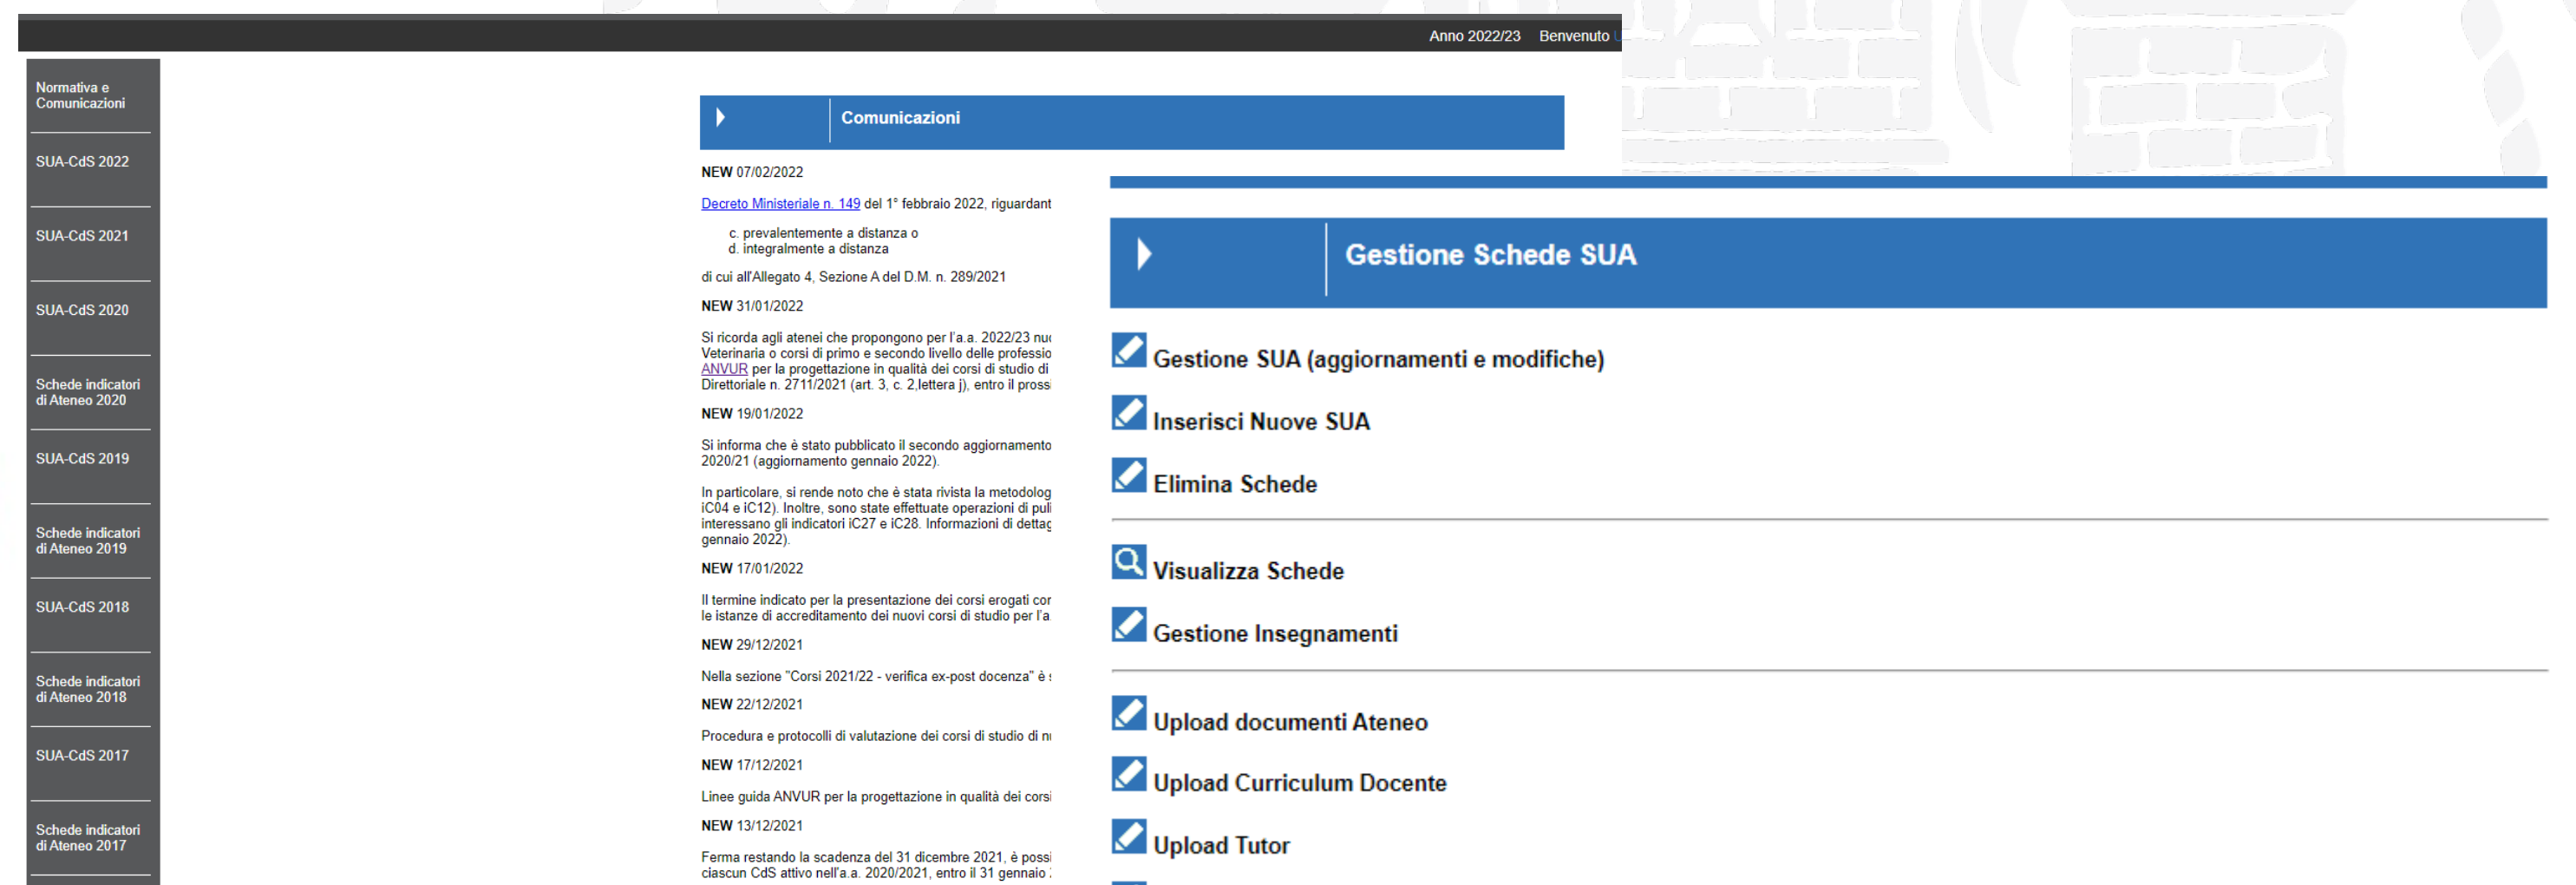 Anno 2022/23 Benvenuto
Normativa e
Comunicazioni
SUA-CdS 2022
SUA-CdS 2021
SUA-CdS 2020
Schede indicatori
di Ateneo 2020
SUA-CdS 2019
Schede indicatori
di Ateneo 2019
SUA-CdS 2018
Schede indicatori
di Ateneo 2018
SUA-CdS 2017
Schede indicatori
di Ateneo 2017
Comunicazioni
NEW 07/02/2022
Decreto Ministeriale n. 149 del 1° febbraio 2022, riguardant
c. prevalentemente a distanza o
d. integralmente a distanza
di cui all'Allegato 4, Sezione A del D.M. n. 289/2021
NEW 31/01/2022
Si ricorda agli atenei che propongono per l'a.a. 2022/23
Veterinaria o corsi di primo e secondo livello delle professio
ANVUR per la progettazione in qualità dei corsi di studio di
Direttoriale n. 2711/2021 (art. 3, c. 2,lettera j), entro il pross
NEW 19/01/2022
Si informa che è stato pubblicato il secondo aggiornamento
2020/21 (aggiornamento gennaio 2022).
In particolare, si rende noto che è stata rivista la metodolog
iC04 e iC12). Inoltre, sono state effettuate operazioni di puli
interessano gli indicatori iC27 e iC28. Informazioni di dettag
gennaio 2022).
NEW 17/01/2022
Il termine indicato per la presentazione dei corsi erogati
le istanze di accreditamento dei nuovi corsi di studio per l'a
NEW 29/12/2021
Nella sezione "Corsi 2021/22 - verifica ex-post docenza" è
NEW 22/12/2021
Procedura e protocolli di valutazione dei corsi di studio di
NEW 17/12/2021
Linee guida ANVUR per la progettazione in qualità dei corsi
NEW 13/12/2021
Ferma restando la scadenza del 31 dicembre 2021, è possi
ciascun CdS attivo nell'a.a. 2020/2021, entro il 31 gennaio
Gestione Schede SUA
Gestione SUA (aggiornamenti e modifiche)
Inserisci Nuove SUA
Elimina Schede
Visualizza Schede
Gestione Insegnamenti
Upload documenti Ateneo
Upload Curriculum Docente
Upload Tutor